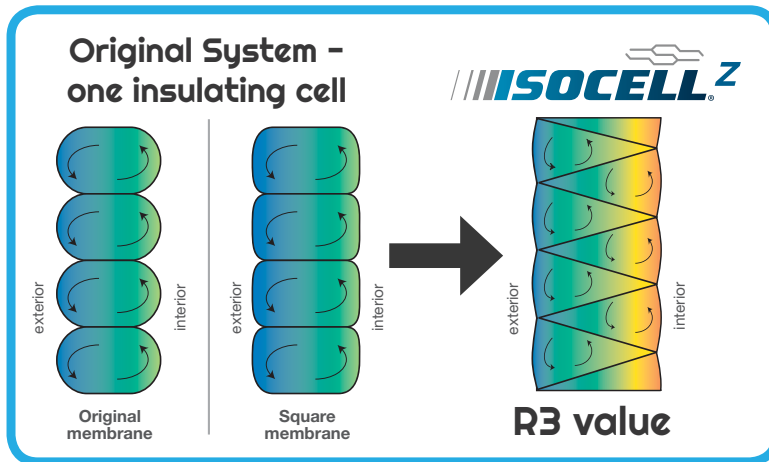 Original System -
one insulating cell
ISOCELL® Z
exterior
interior
exterior
interior
exterior
interior
Original
membrane
Square
membrane
R3 value